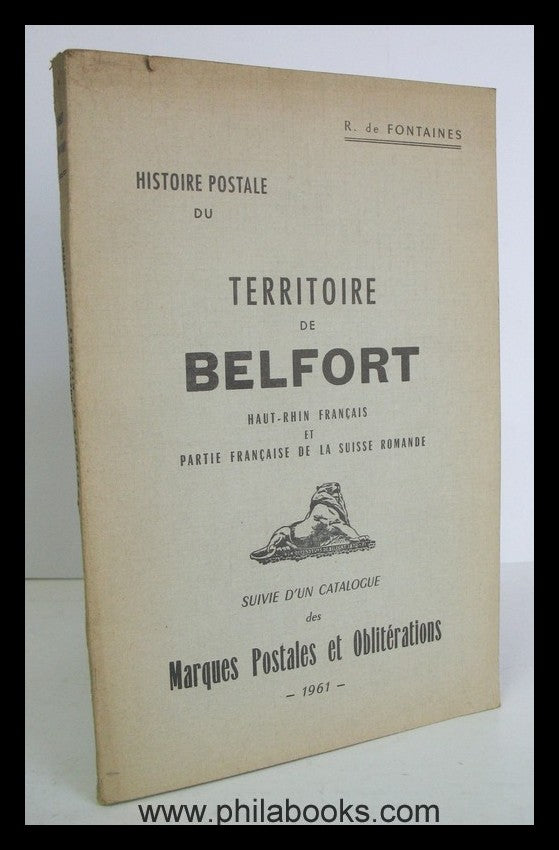 R. de FONTAINES
HISTOIRE POSTALE
DU
TERRITOIRE
DE
BELFORT
HAUT-RHIN FRANÇAIS
ET
PARTIE FRANÇAISE DE LA SUISSE ROMANDE
SUIVIE D'UN CATALOGUE
des
Marques Postales et Oblitérations
- 1961 -
www.philabooks.com